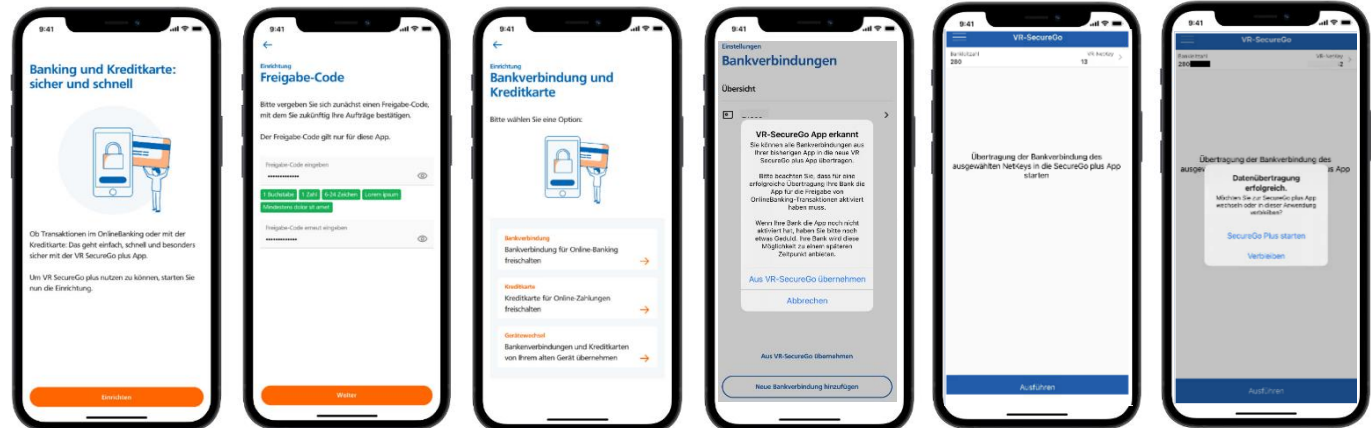 9:41
Banking und Kreditkarte:
sicher und schnell
Ob Transaktionen im OnlineBanking oder mit der
Kreditkarte: Das geht einfach, schnell und besonders
sicher mit der VR SecureGo plus App.
Um VR SecureGo plus nutzen zu können, starten Sie
nun die Einrichtung.
Einrichten
9:41
Einrichtung
Freigabe-Code
Bitte vergeben Sie sich zunächst einen Freigabe-Code,
mit dem Sie zukünftig Ihre Aufträge bestätigen.
Der Freigabe-Code gilt nur für diese App.
Freigabe-Code eingeben
1 Buchstabe 1 Zahl 6-24 Zeichen Lorem ipsum
Mindestens dolor sit amet
Freigabe-Code erneut eingeben
Weiter
9:41
Einrichtung
Bankverbindung und
Kreditkarte
Bitte wählen Sie eine Option:
Bankverbindung
Bankverbindung für Online-Banking
freischalten
Kreditkarte
Kreditkarte für Online-Zahlungen
freischalten
Gerätewechsel
Bankenverbindungen und Kreditkarten
von Ihrem alten Gerät übernehmen
9:41
Einstellungen
Bankverbindungen
Übersicht
VR-SecureGo App erkannt
Sie können alle Bankverbindungen aus
Ihrer bisherigen App in die neue VR
SecureGo plus App übertragen.
Bitte beachten Sie, dass für eine
erfolgreiche Übertragung Ihre Bank die
App für die Freigabe von
OnlineBanking-Transaktionen aktiviert
haben muss.
Wenn Ihre Bank die App noch nicht
aktiviert hat, haben Sie bitte noch
etwas Geduld. Ihre Bank wird diese
Möglichkeit zu einem späteren
Zeitpunkt anbieten.
Aus VR-SecureGo übernehmen
Abbrechen
Aus VR-SecureGo übernehmen
Neue Bankverbindung hinzufügen
9:41
VR-SecureGo
Bankleitzahl VR-NetKey
280 13
Übertragung der Bankverbindung des
ausgewählten NetKeys in die SecureGo plus App
starten
Ausführen
9:41
VR-SecureGo
Bankleitzahl VR-NetKey
280 -2
Übertragung der Bankverbindung des
ausgew plus App
Datenübertragung
erfolgreich.
Möchten Sie zur SecureGo plus App
wechseln oder in dieser Anwendung
verbleiben?
SecureGo Plus starten
Verbleiben
Ausführen